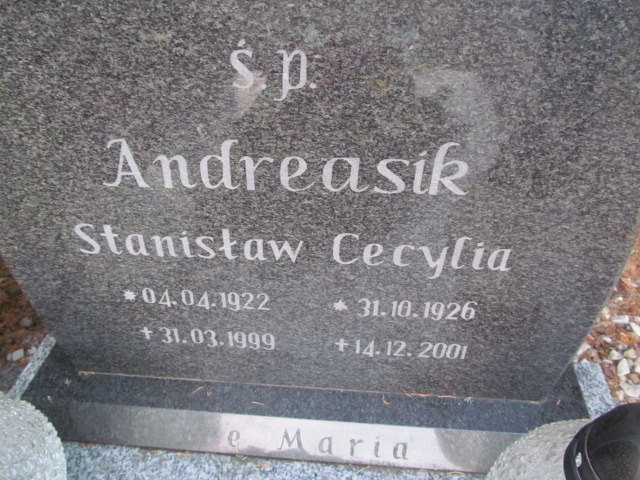 Ś.P.
Andreasik
Stanisław Cecylia
*04.04.1922 * 31.10.1926
+31.03.1999 +14.12.2001
e Maria